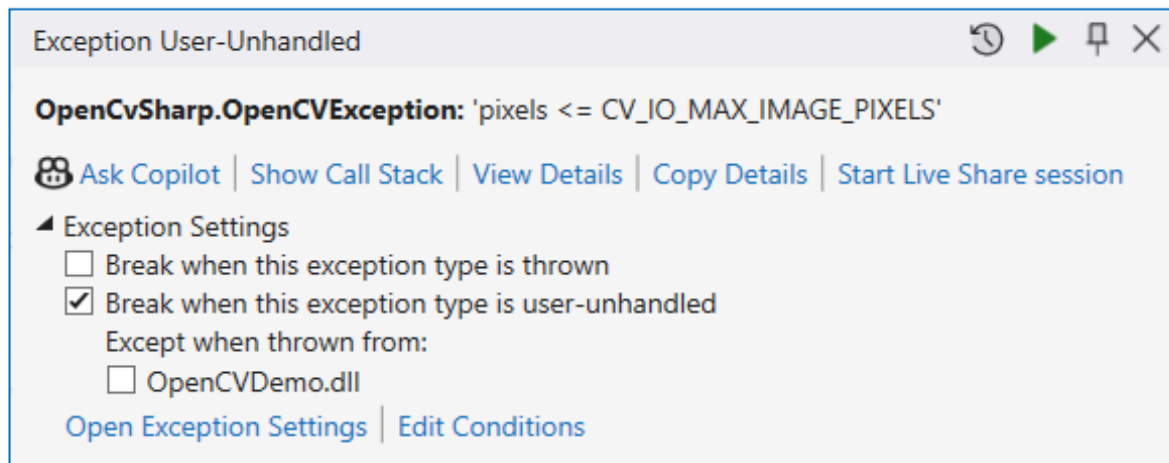 Exception User-Unhandled
OpenCvSharp.OpenCVException: 'pixels <= CV_IO_MAX_IMAGE_PIXELS'
Ask Copilot | Show Call Stack | View Details | Copy Details | Start Live Share session
Exception Settings
Break when this exception type is thrown
Break when this exception type is user-unhandled
Except when thrown from:
OpenCVDemo.dll
Open Exception Settings | Edit Conditions